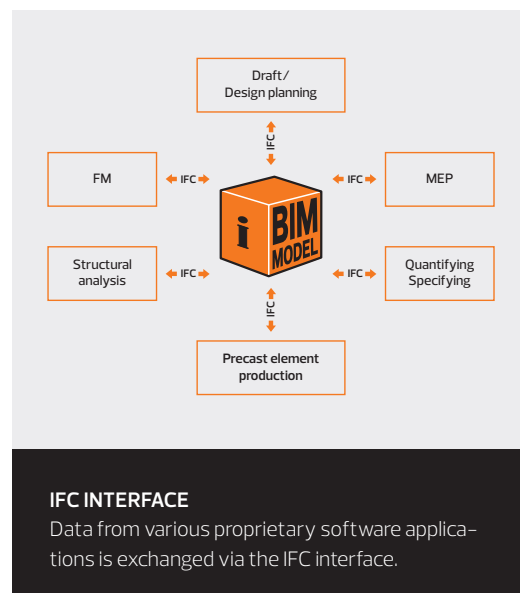 Draft/
Design planning
IFC
FM
IFC
IFC
MEP
i
BIM
MODEL
Structural
analysis
IFC
IFC
Quantifying
Specifying
IFC
Precast element
production
IFC INTERFACE
Data from various proprietary software applica-
tions is exchanged via the IFC interface.